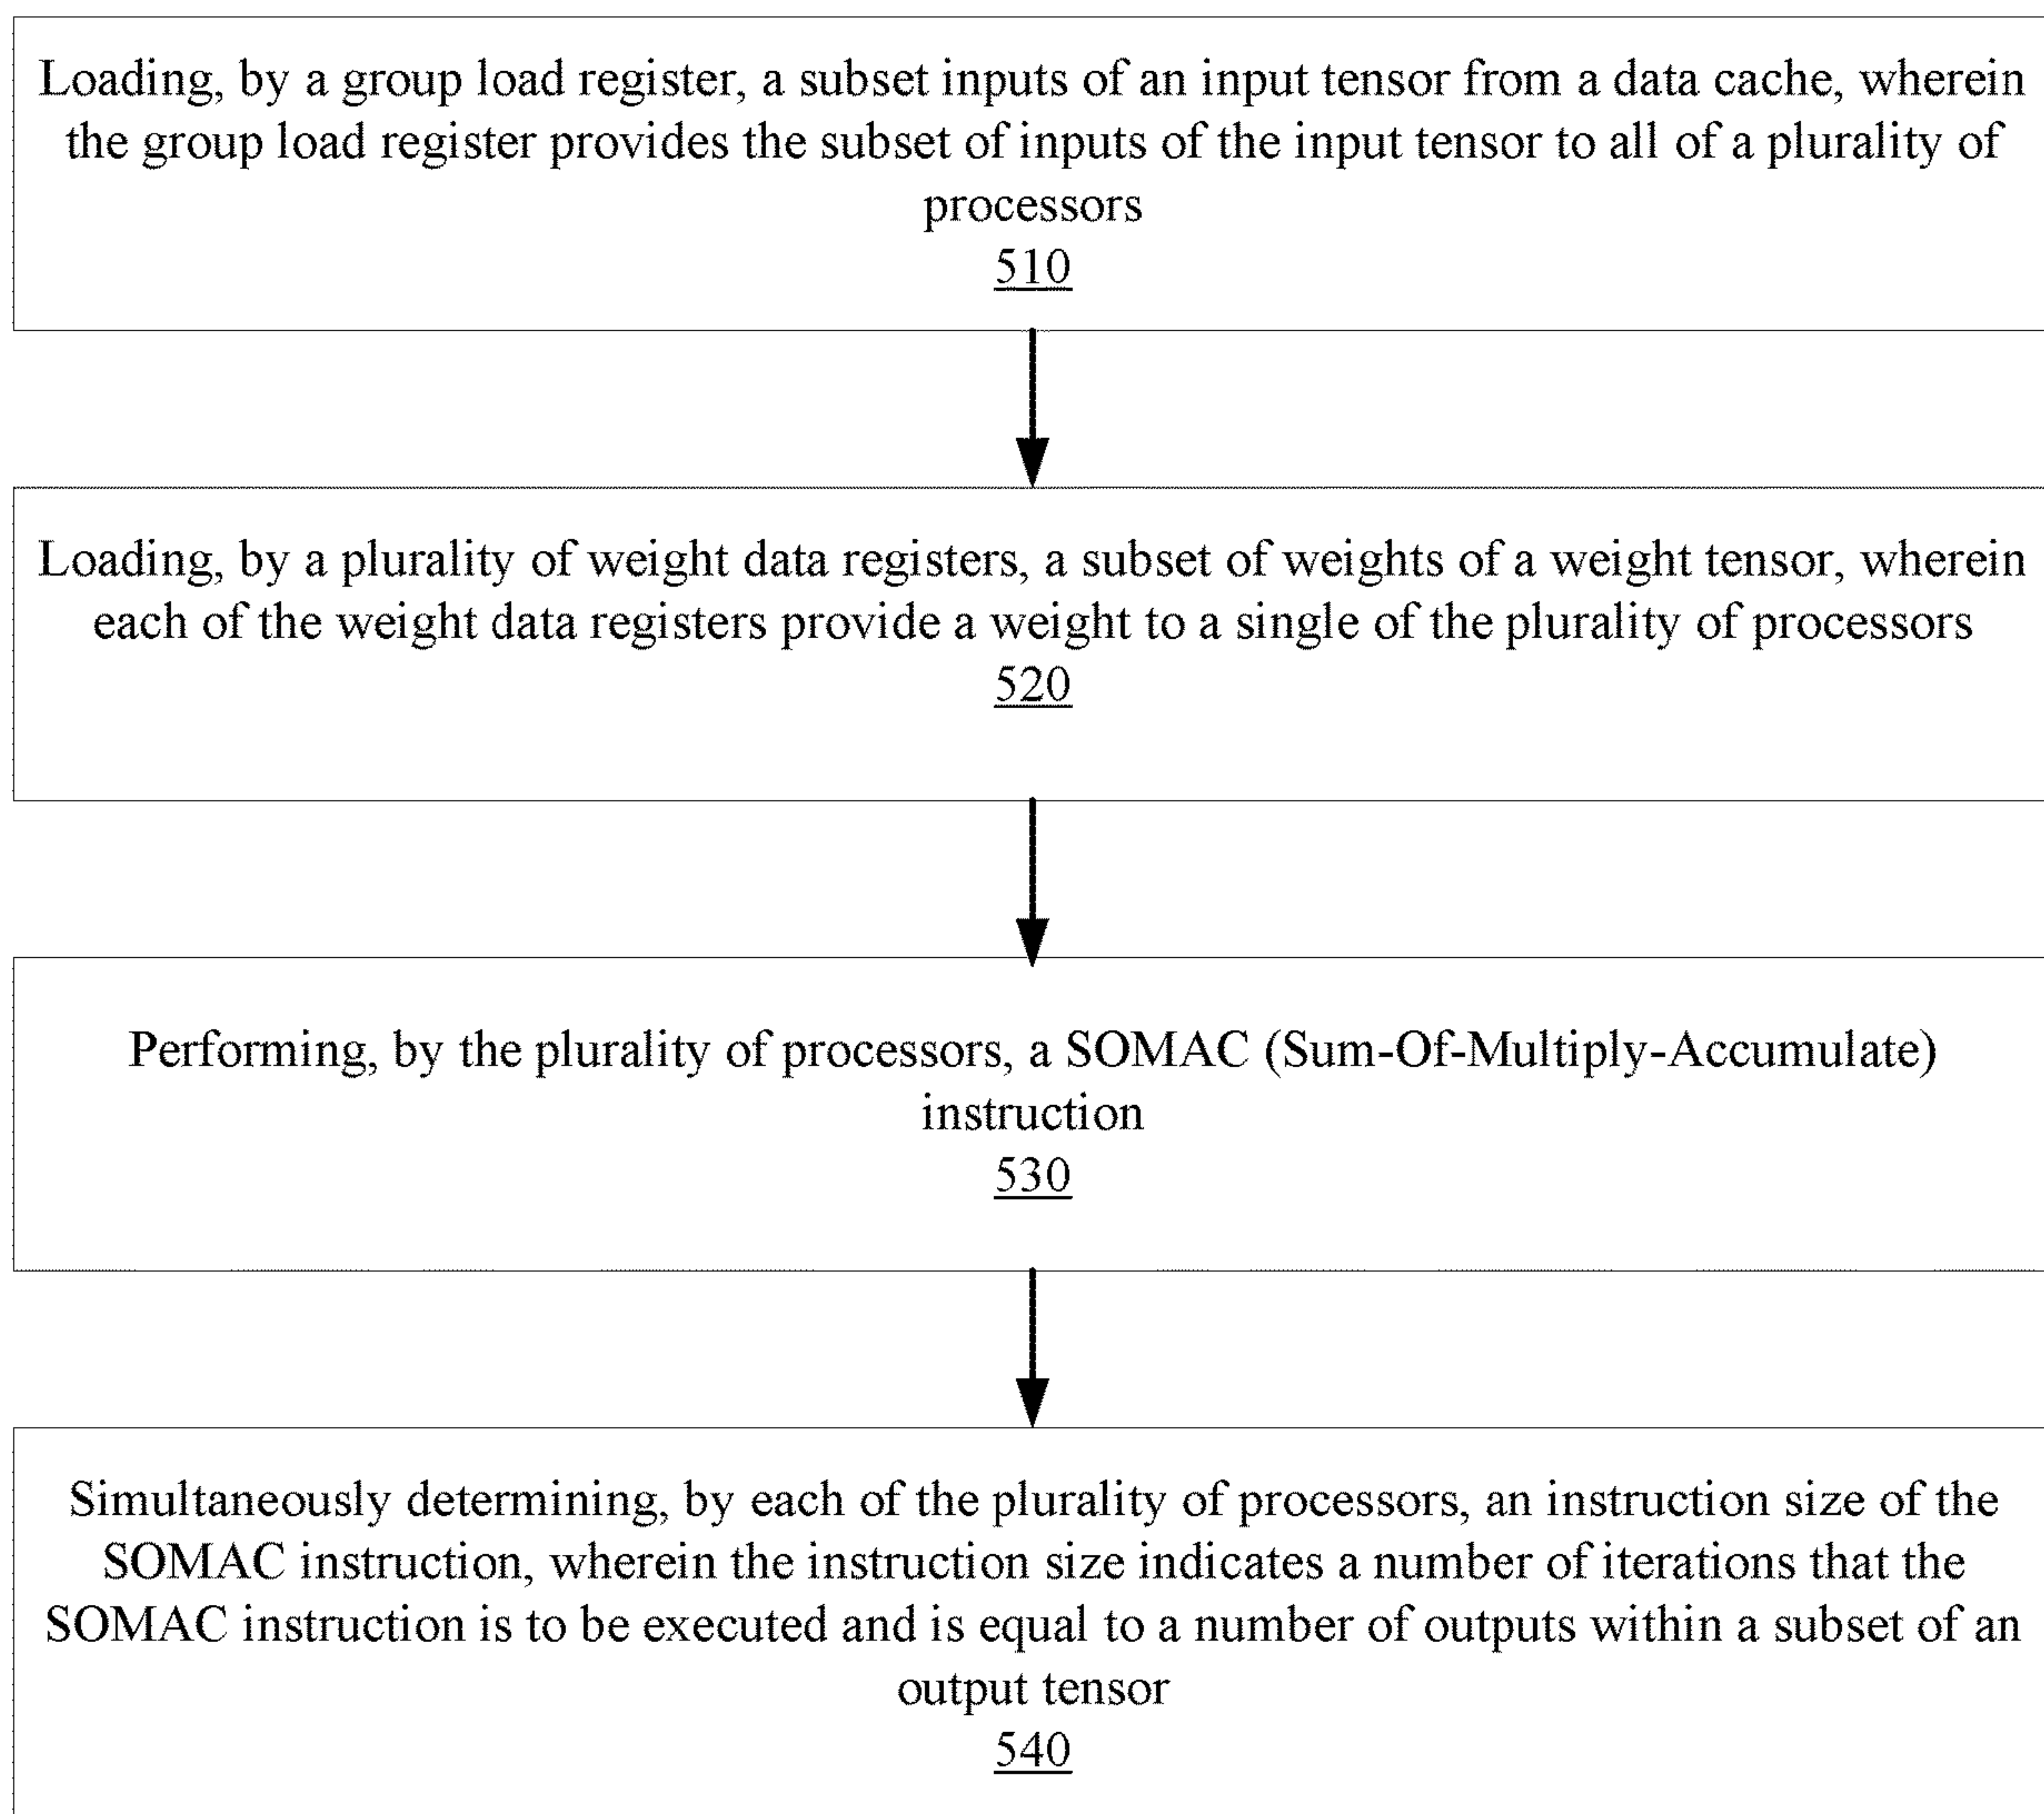 Loading, by a group load register, a subset inputs of an input tensor from a data cache, wherein
the group load register provides the subset of inputs of the input tensor to all of a plurality of
processors
510
Loading, by a plurality of weight data registers, a subset of weights of a weight tensor, wherein
each of the weight data registers provide a weight to a single of the plurality of processors
520
Performing, by the plurality of processors, a SOMAC (Sum-Of-Multiply-Accumulate)
instruction
530
Simultaneously determining, by each of the plurality of processors, an instruction size of the
SOMAC instruction, wherein the instruction size indicates a number of iterations that the
SOMAC instruction is to be executed and is equal to a number of outputs within a subset of an
output tensor
540